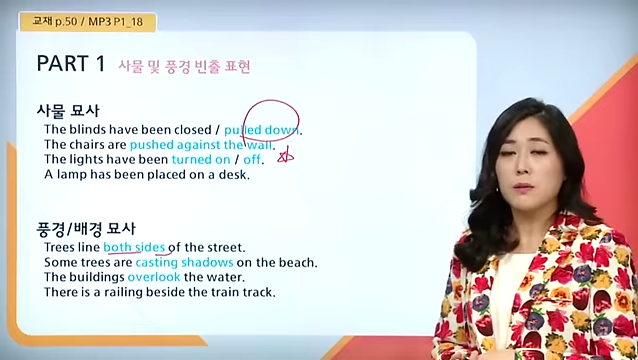 교재 p.50 / MP3 P1_18
PART 1 사물 및 풍경 빈출 표현
사물 묘사
The blinds have been closed / pulled down.
The chairs are pushed against the wall.
The lights have been turned on / off.
A lamp has been placed on a desk.
풍경/배경 묘사
Trees line both sides of the street.
Some trees are casting shadows on the beach.
The buildings overlook the water.
There is a railing beside the train track.